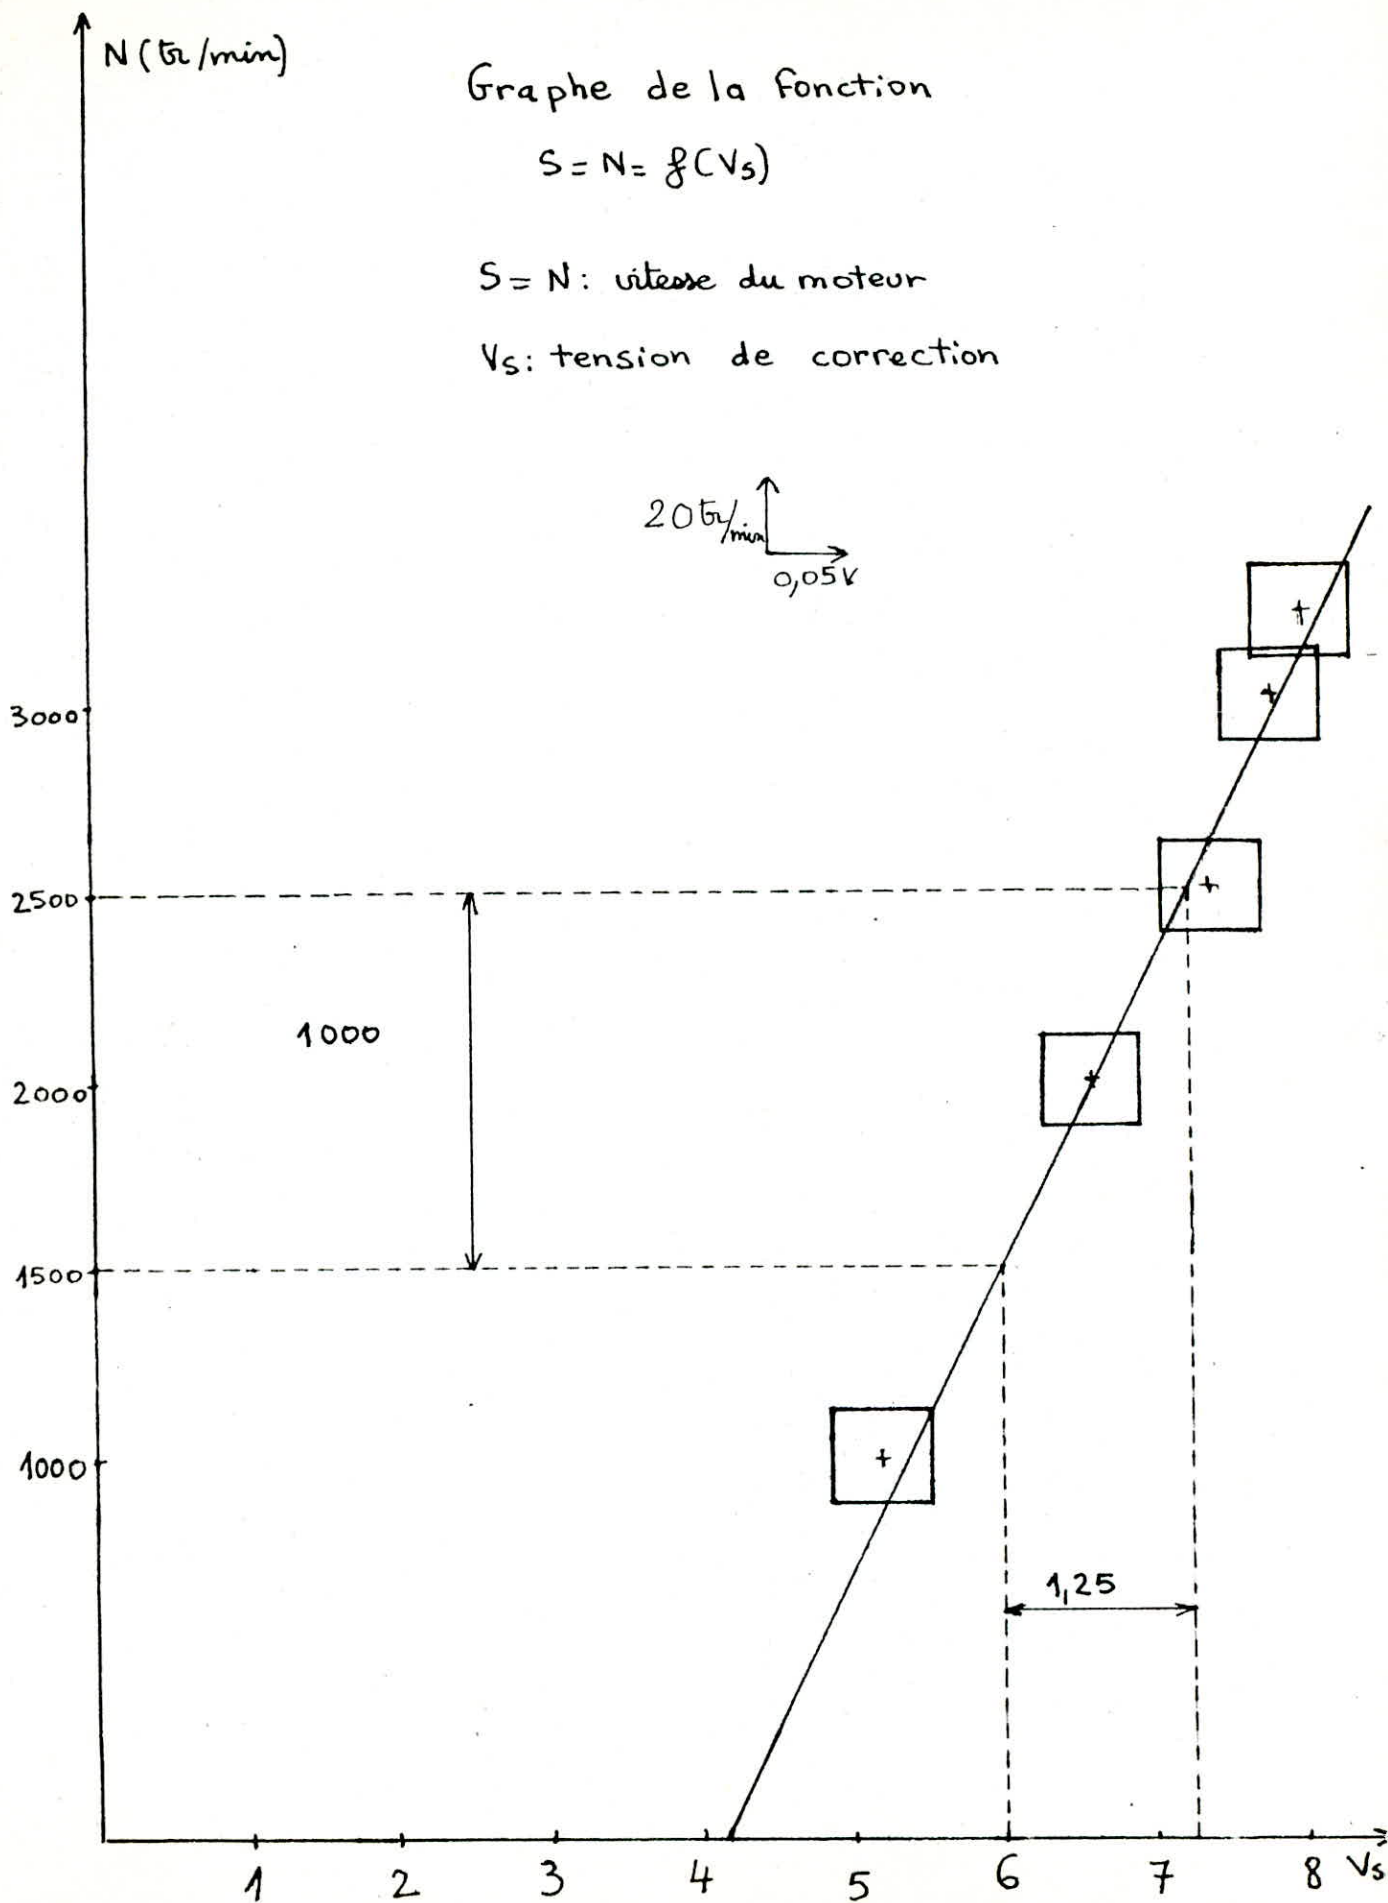 N (tr/min)
Graphe de la fonction
S = N = f(Vs)
S = N : vitesse du moteur
Vs : tension de correction
20 tr/min
0,05V
3000
2500
1000
2000
1500
1000
1,25
1 2 3 4 5 6 7 8 Vs